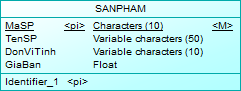 SANPHAM
MaSP <pi> Characters (10) <M>
TenSP Variable characters (50)
DonViTinh Variable characters (10)
GiaBan Float
Identifier_1 <pi>